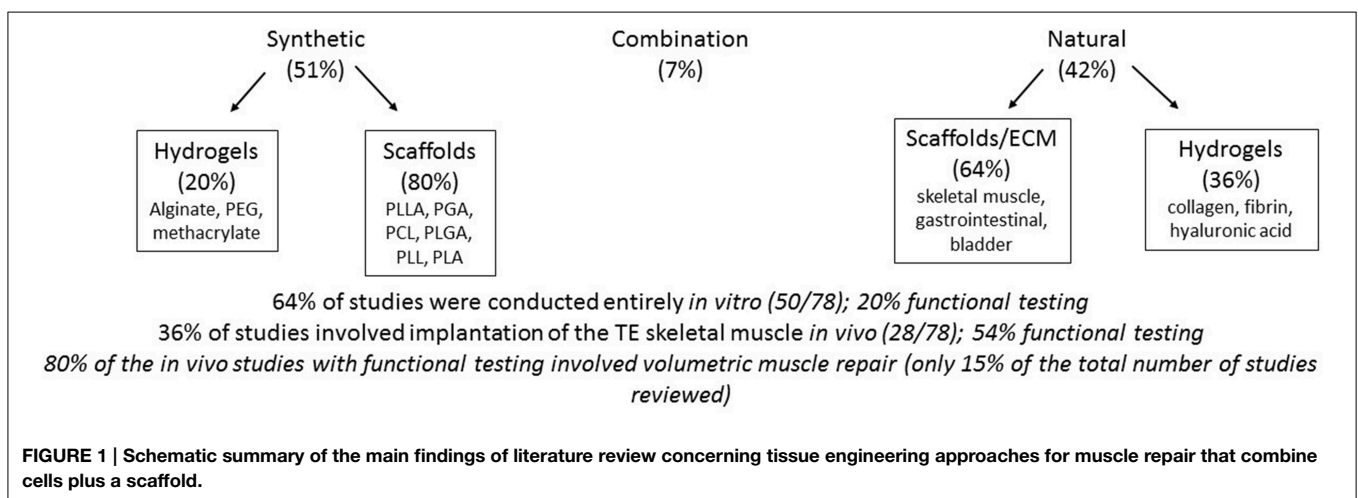 Synthetic
(51%)
Combination
(7%)
Natural
(42%)
Hydrogels
(20%)
Alginate, PEG,
methacrylate
Scaffolds
(80%)
PLLA, PGA,
PCL, PLGA,
PLL, PLA
Scaffolds/ECM
(64%)
skeletal muscle,
gastrointestinal,
bladder
Hydrogels
(36%)
collagen, fibrin,
hyaluronic acid
64% of studies were conducted entirely in vitro (50/78); 20% functional testing
36% of studies involved implantation of the TE skeletal muscle in vivo (28/78); 54% functional testing
80% of the in vivo studies with functional testing involved volumetric muscle repair (only 15% of the total number of studies
reviewed)
FIGURE 1 | Schematic summary of the main findings of literature review concerning tissue engineering approaches for muscle repair that combine
cells plus a scaffold.